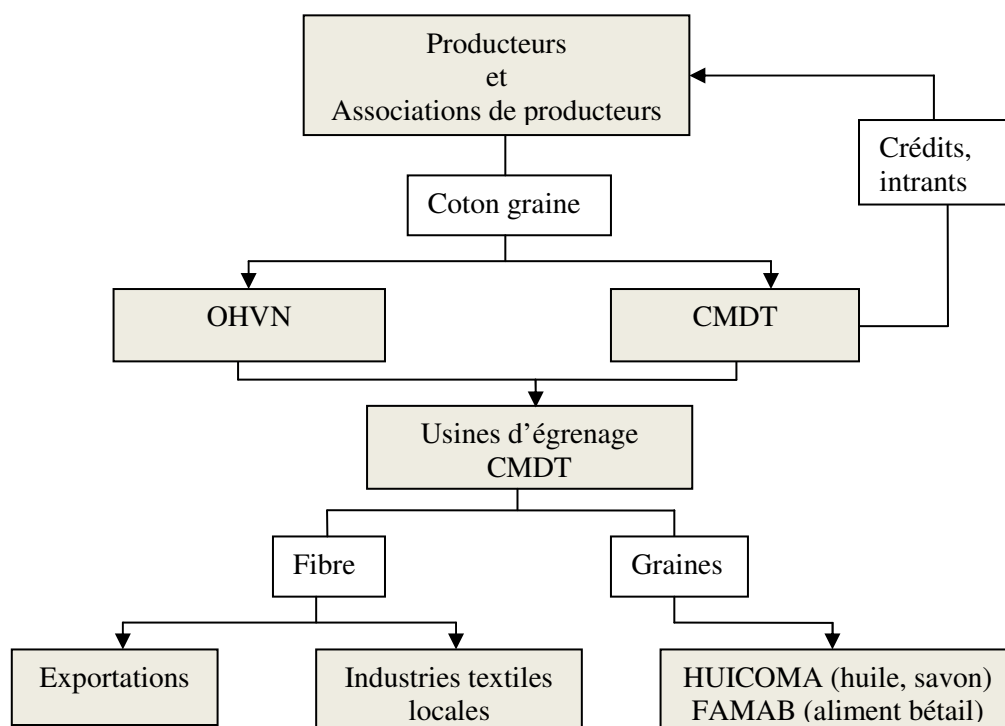 Producteurs
et
Associations de producteurs
Crédits,
intrants
Coton graine
OHVN
CMDT
Usines d’égrenage
CMDT
Fibre
Graines
Exportations
Industries textiles
locales
HUICOMA (huile, savon)
FAMAB (aliment bétail)